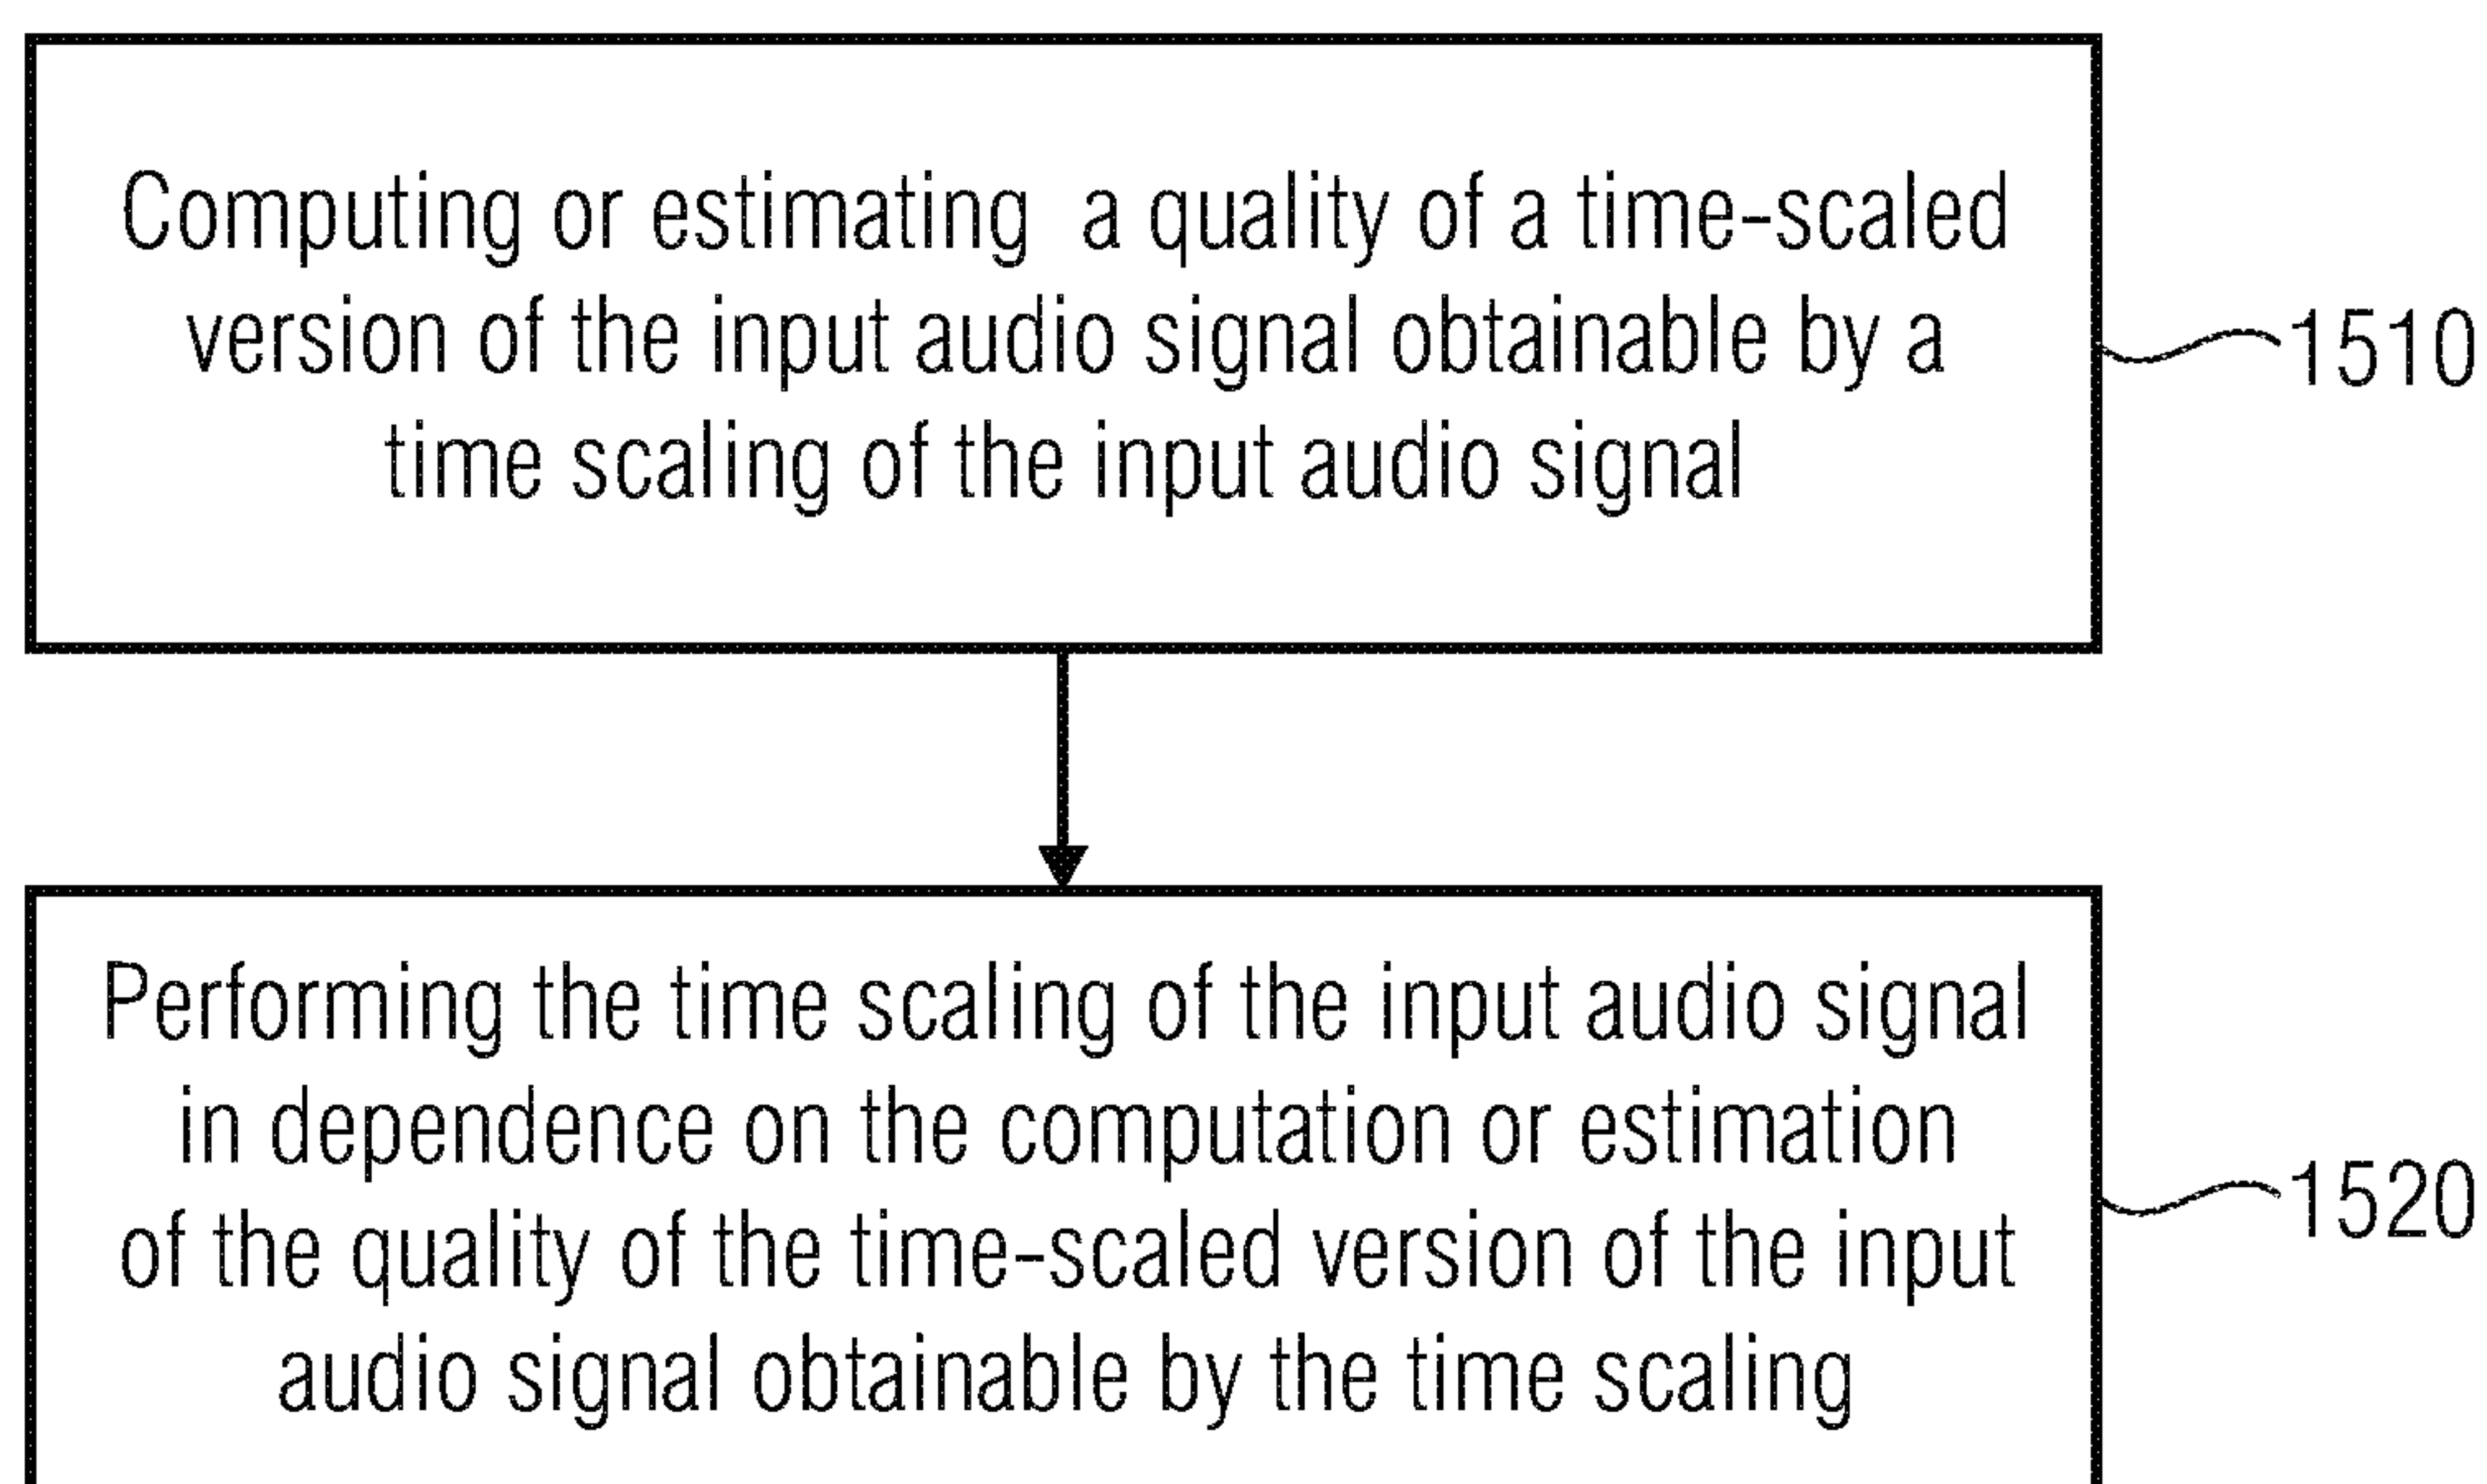 Computing or estimating a quality of a time-scaled
version of the input audio signal obtainable by a
time scaling of the input audio signal
1510
Performing the time scaling of the input audio signal
in dependence on the computation or estimation
of the quality of the time-scaled version of the input
audio signal obtainable by the time scaling
1520